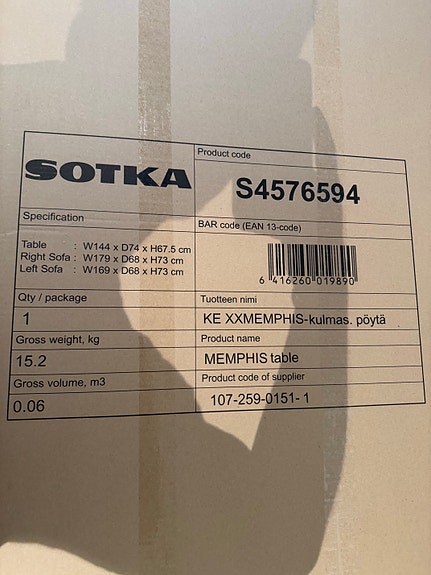 SOTKA
Product code
S4576594
Specification
Table : W144 x D74 x H67.5 cm
Right Sofa : W179 x D68 x H73 cm
Left Sofa : W169 x D68 x H73 cm
BAR code (EAN 13-code)
6 416260 019890
Qty / package
1
Tuotteen nimi
KE XXMEMPHIS-kulmas. pöytä
Gross weight, kg
15.2
Product name
MEMPHIS table
Gross volume, m3
0.06
Product code of supplier
107-259-0151- 1